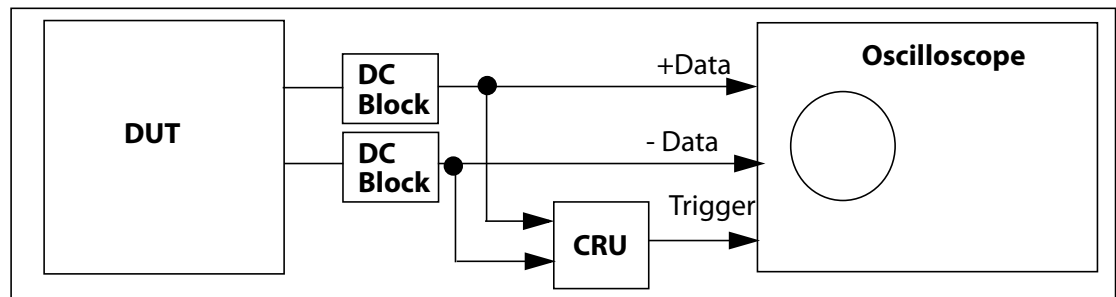 DUT
DC
Block
DC
Block
+Data
- Data
Trigger
CRU
Oscilloscope